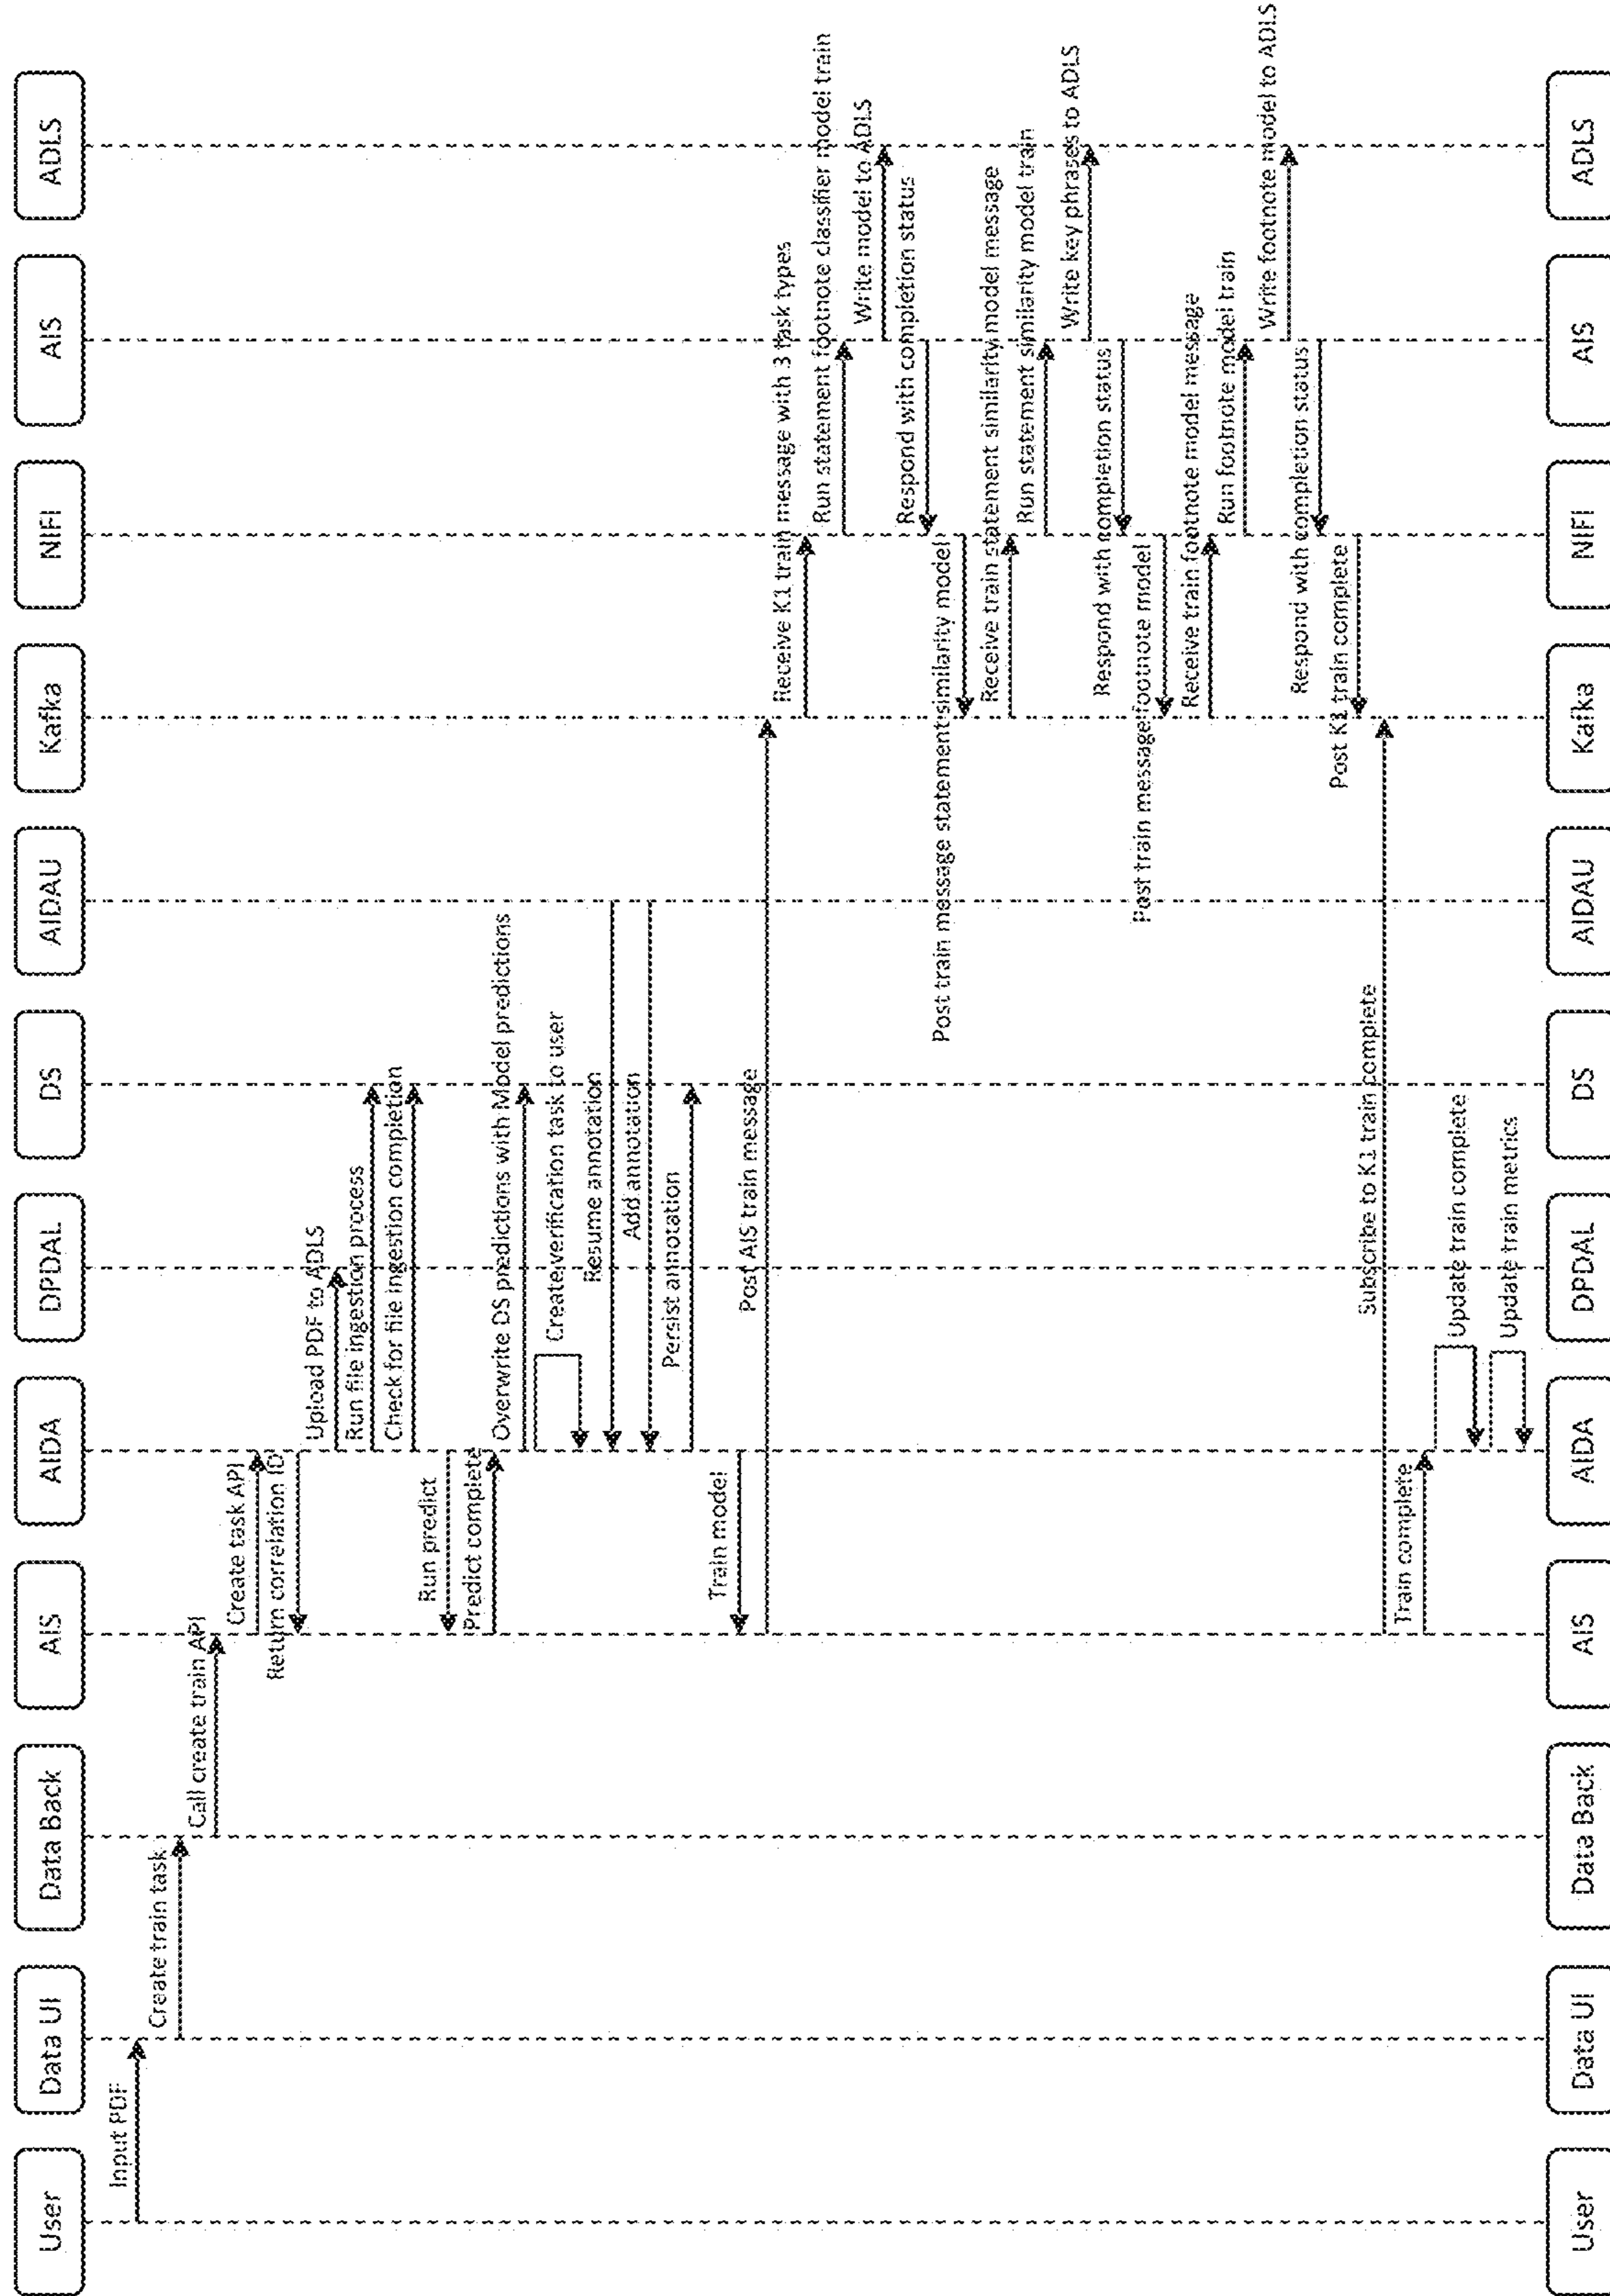 User
Data UI
Data Back
AIS
AIDA
DPDAL
DS
AIDAU
Kafka
NIFI
AIS
ADLS
Input PDF
Create train task
Call create train API
Create task API
Return correlation ID
Upload PDF to ADLS
Run file ingestion process
Check for file ingestion completion
Run predict
Predict complete
Overwrite DS predictions with Model predictions
Create verification task to user
Resume annotation
Add annotation
Persist annotation
Train model
Post AIS train message
Receive K1 train message with 3 task types
Run statement footnote classifier model train
Write model to ADLS
Respond with completion status
Post train message statement similarity model
Receive train statement similarity model message
Run statement similarity model train
Write key phrases to ADLS
Respond with completion status
Post train message footnote model
Receive train footnote model message
Run footnote model train
Write footnote model to ADLS
Respond with completion status
Post K1 train complete
Subscribe to K1 train complete
Train complete
Update train complete
Update train metrics
User
Data UI
Data Back
AIS
AIDA
DPDAL
DS
AIDAU
Kafka
NIFI
AIS
ADLS